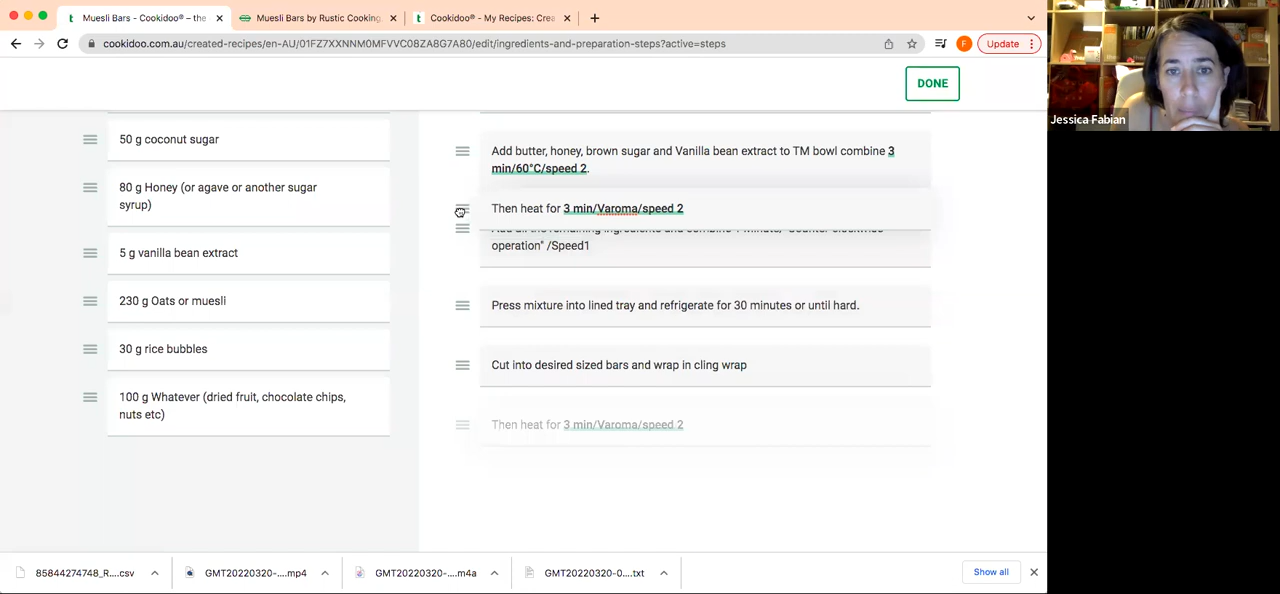 Muesli Bars - Cookidoo® – the
Muesli Bars by Rustic Cooking.
Cookidoo® - My Recipes: Crea
cookidoo.com.au/created-recipes/en-AU/01FZ7XXNNM0MFVVC08ZA8G7A80/edit/ingredients-and-preparation-steps?active=steps
F
Update
DONE
50 g coconut sugar
80 g Honey (or agave or another sugar
syrup)
5 g vanilla bean extract
230 g Oats or muesli
30 g rice bubbles
100 g Whatever (dried fruit, chocolate chips,
nuts etc)
Add butter, honey, brown sugar and Vanilla bean extract to TM bowl combine 3
min/60°C/speed 2.
Then heat for 3 min/Varoma/speed 2
operation" /Speed1
Press mixture into lined tray and refrigerate for 30 minutes or until hard.
Cut into desired sized bars and wrap in cling wrap
Then heat for 3 min/Varoma/speed 2
Jessica Fabian
85844274748_R....csv
GMT20220320-....mp4
GMT20220320-....m4a
GMT20220320-0....txt
Show all